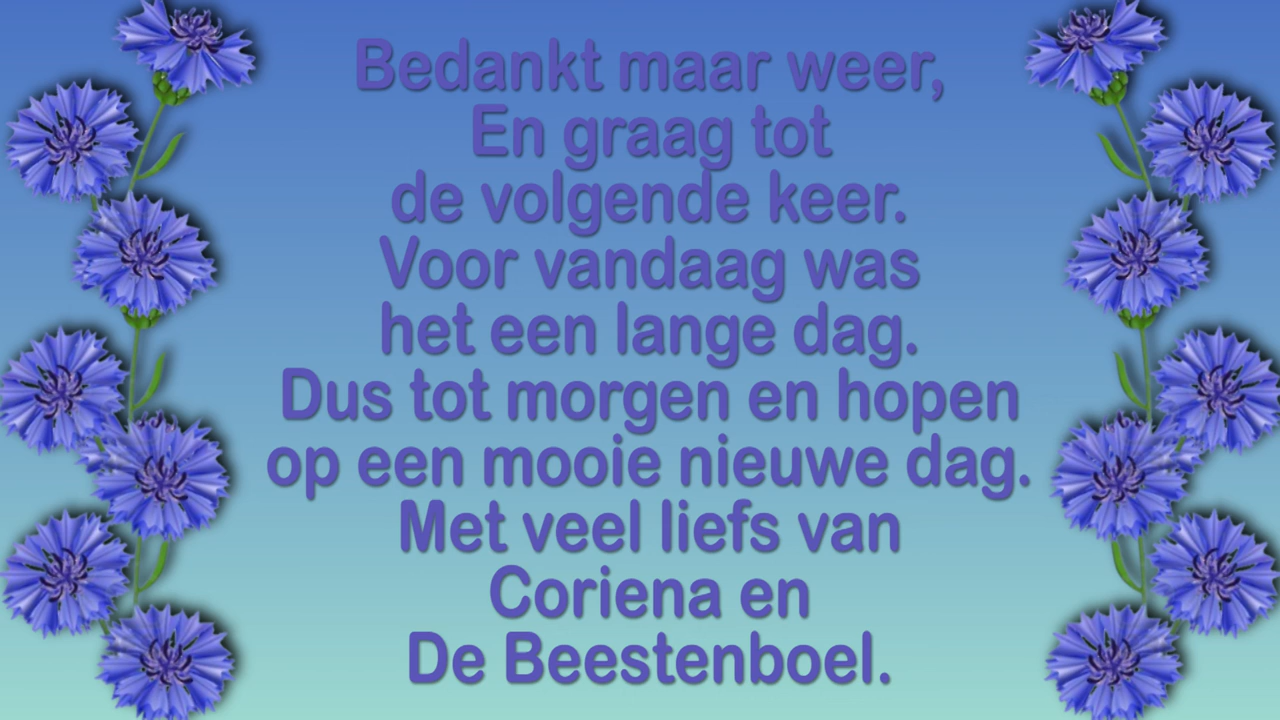 Bedankt maar weer,
En graag tot
de volgende keer.
Voor vandaag was
het een lange dag.
Dus tot morgen en hopen
op een mooie nieuwe dag.
Met veel liefs van
Coriena en
De Beestenboel.